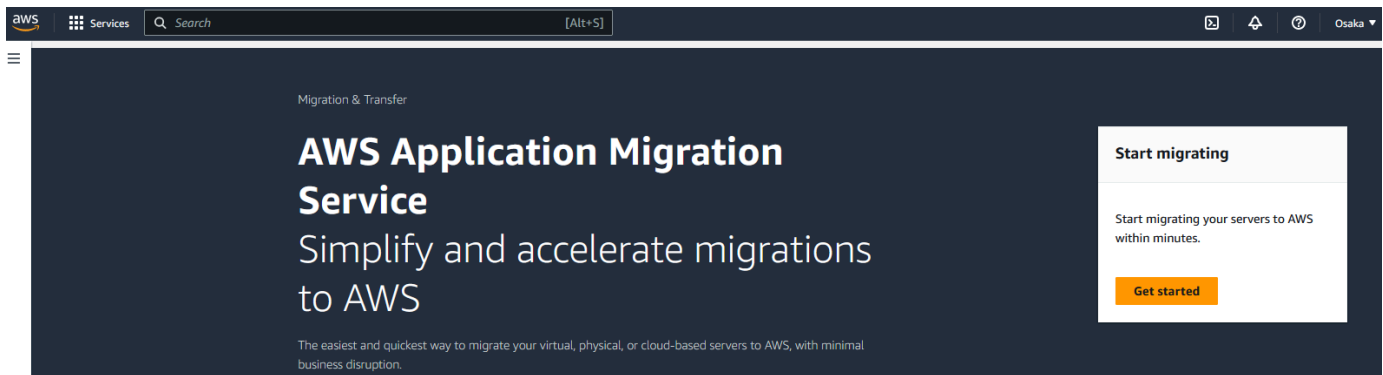 aws
Services
Search
[Alt+S]
Osaka
Migration & Transfer
AWS Application Migration
Service
Simplify and accelerate migrations
to AWS
The easiest and quickest way to migrate your virtual, physical, or cloud-based servers to AWS, with minimal
business disruption.
Start migrating
Start migrating your servers to AWS
within minutes.
Get started